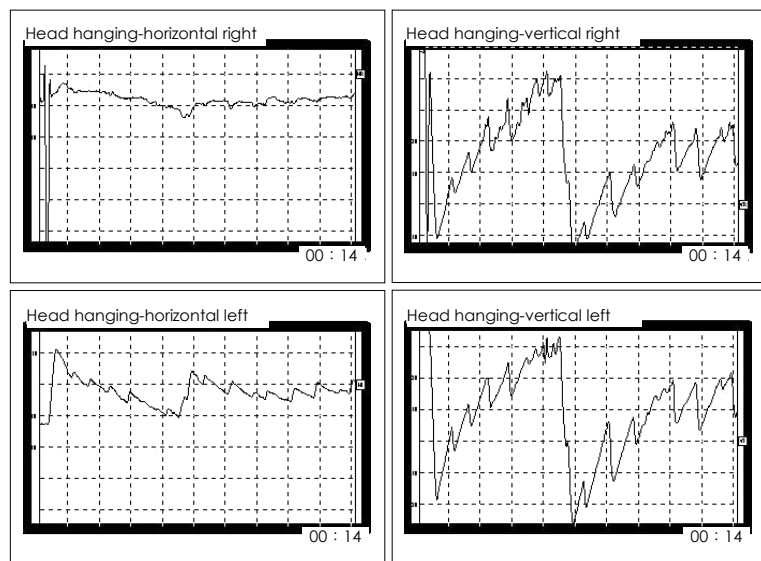 Head hanging-horizontal right
00 : 14
Head hanging-vertical right
00 : 14
Head hanging-horizontal left
00 : 14
Head hanging-vertical left
00 : 14